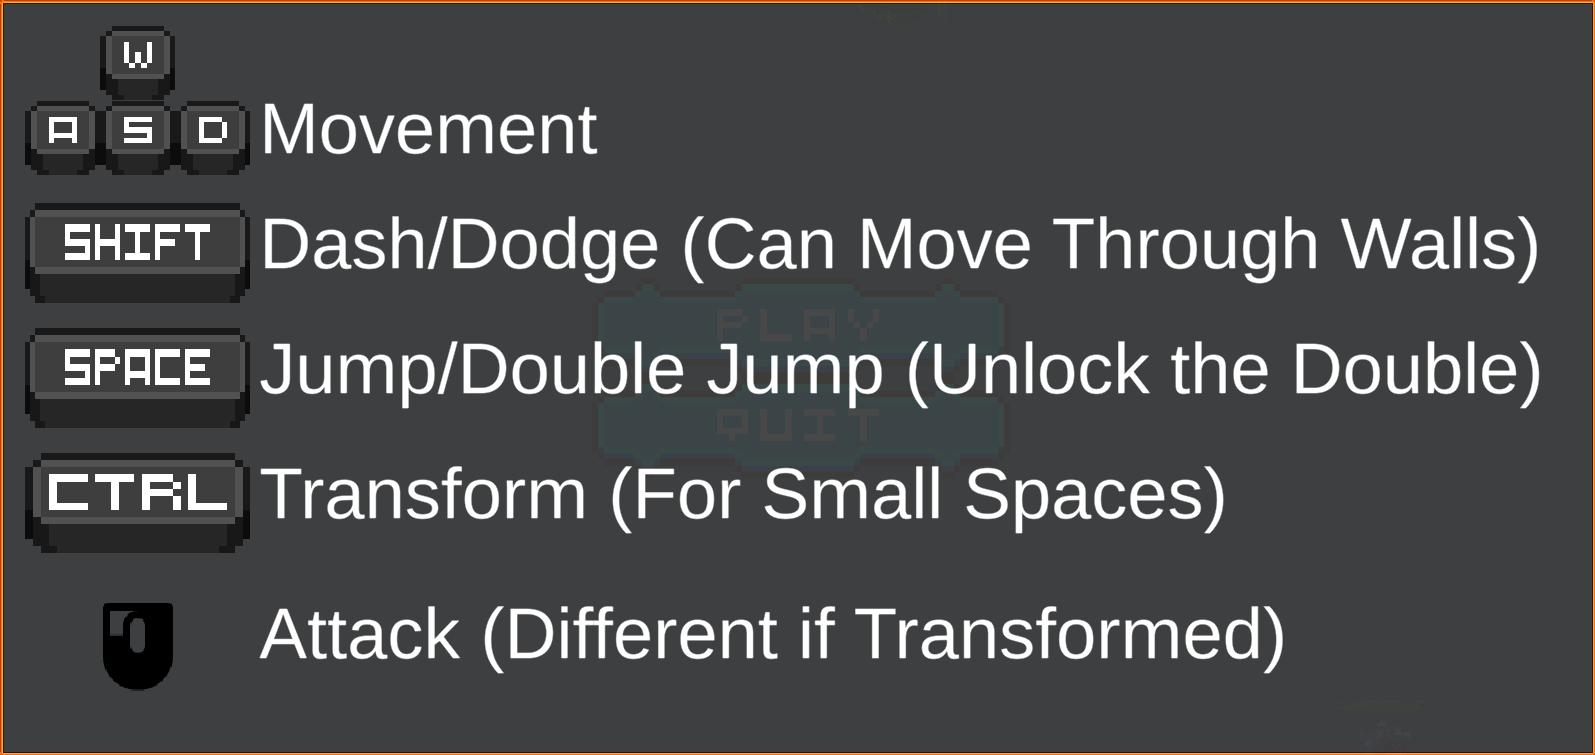 W
A S D Movement
SHIFT Dash/Dodge (Can Move Through Walls)
PLAY
SPACE Jump/Double Jump (Unlock the Double)
QUIT
CTRL Transform (For Small Spaces)
Attack (Different if Transformed)